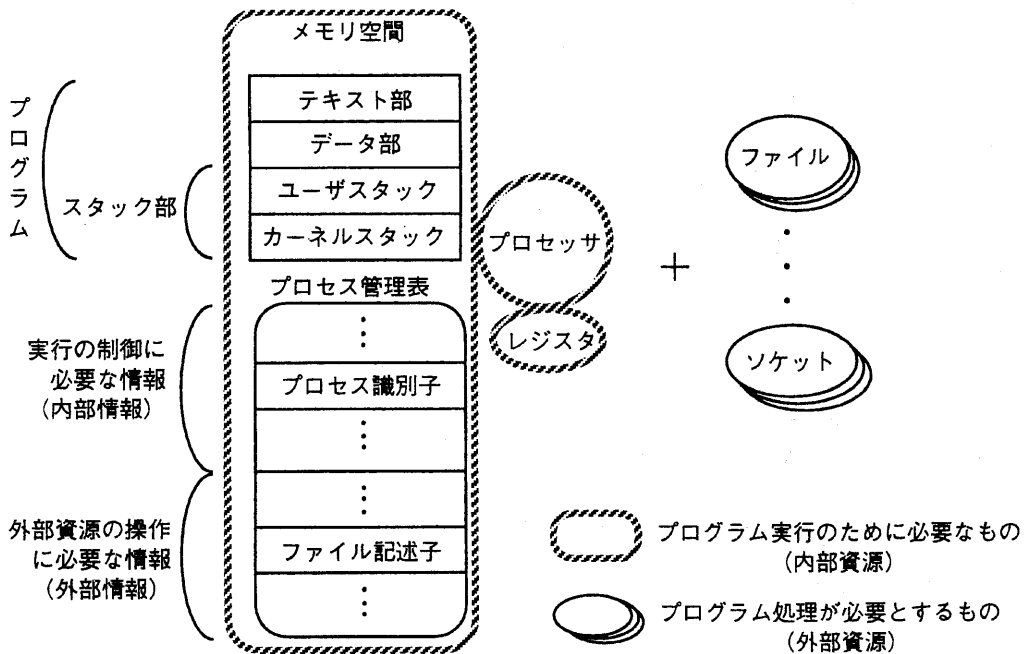 メモリ空間
テキスト部
データ部
ユーザスタック
カーネルスタック
プログラム
スタック部
プロセス管理表
プロセス識別子
ファイル記述子
実行の制御に
必要な情報
(内部情報)
外部資源の操作
に必要な情報
(外部情報)
プロセッサ
レジスタ
+
ファイル
ソケット
プログラム実行のために必要なもの
(内部資源)
プログラム処理が必要とするもの
(外部資源)